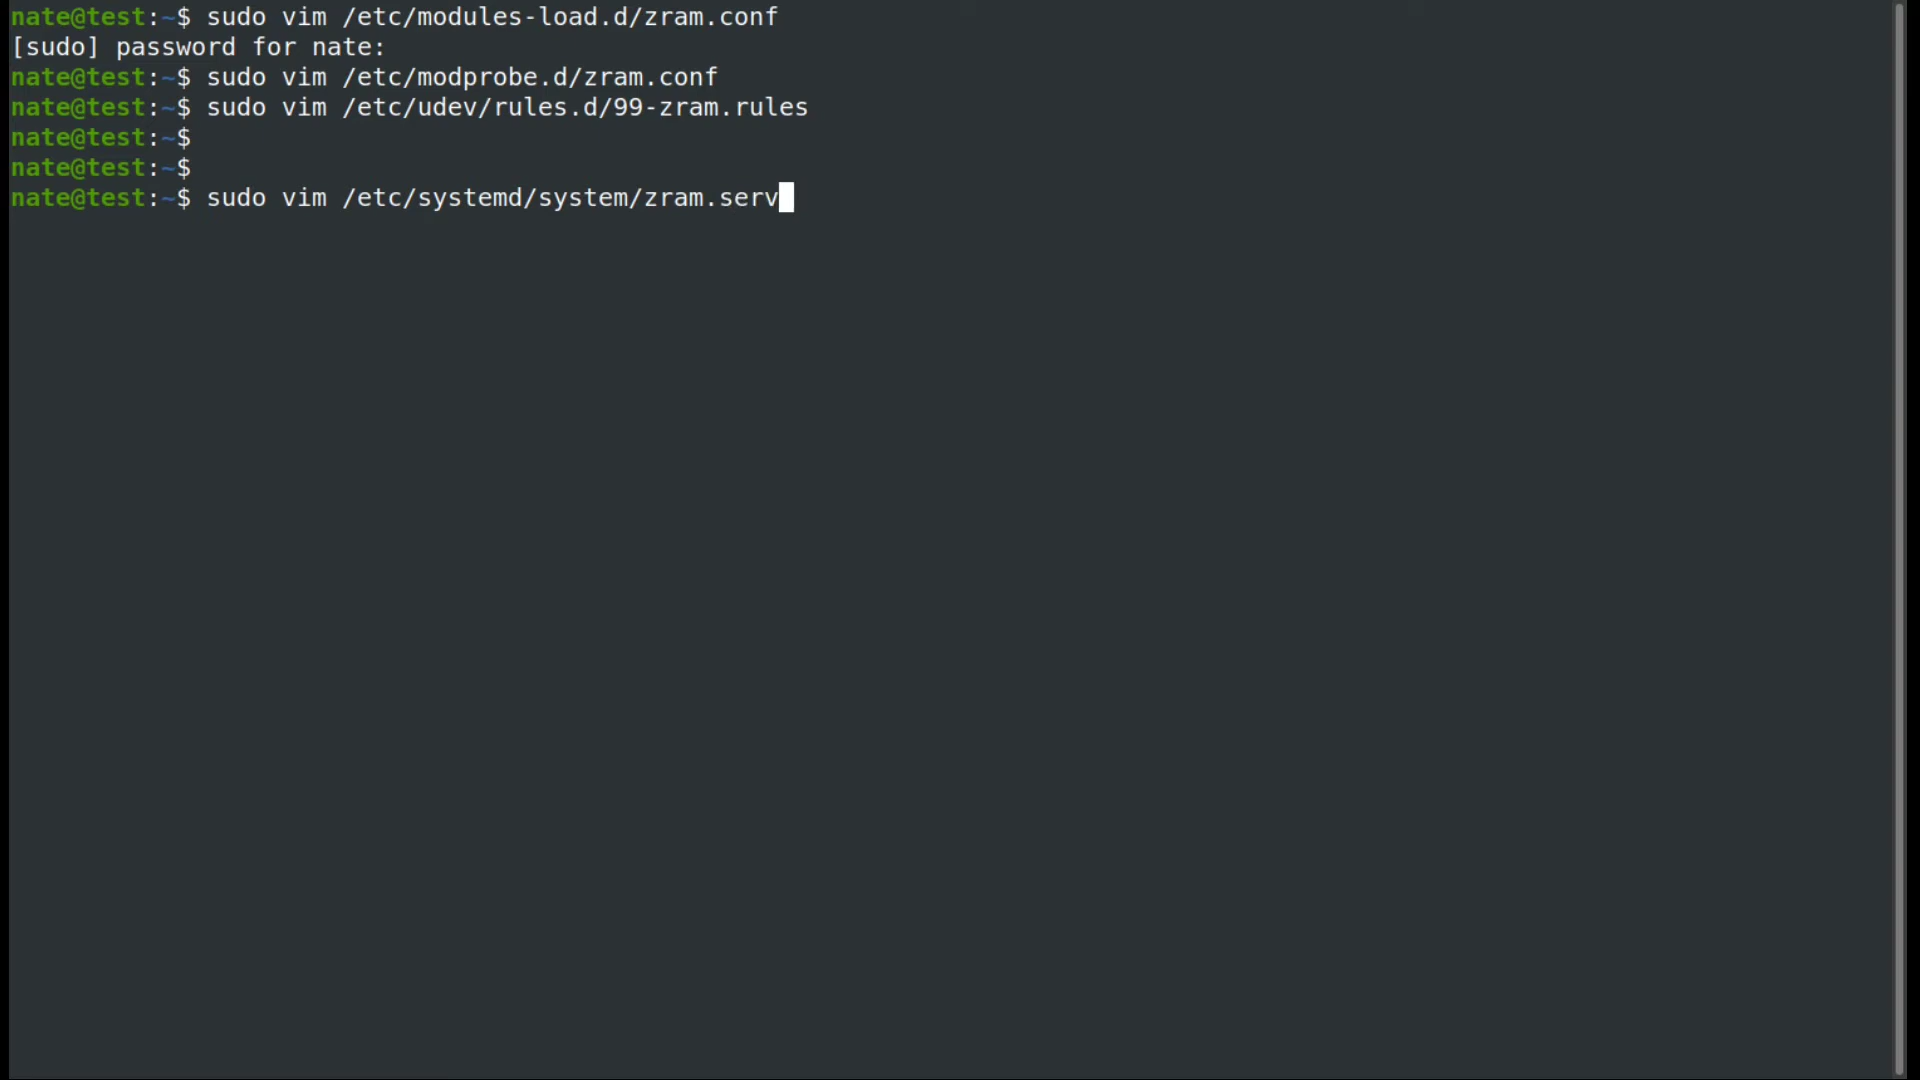 nate@test:~$ sudo vim /etc/modules-load.d/zram.conf
[sudo] password for nate:
nate@test:~$ sudo vim /etc/modprobe.d/zram.conf
nate@test:~$ sudo vim /etc/udev/rules.d/99-zram.rules
nate@test:~$
nate@test:~$
nate@test:~$ sudo vim /etc/systemd/system/zram.serv